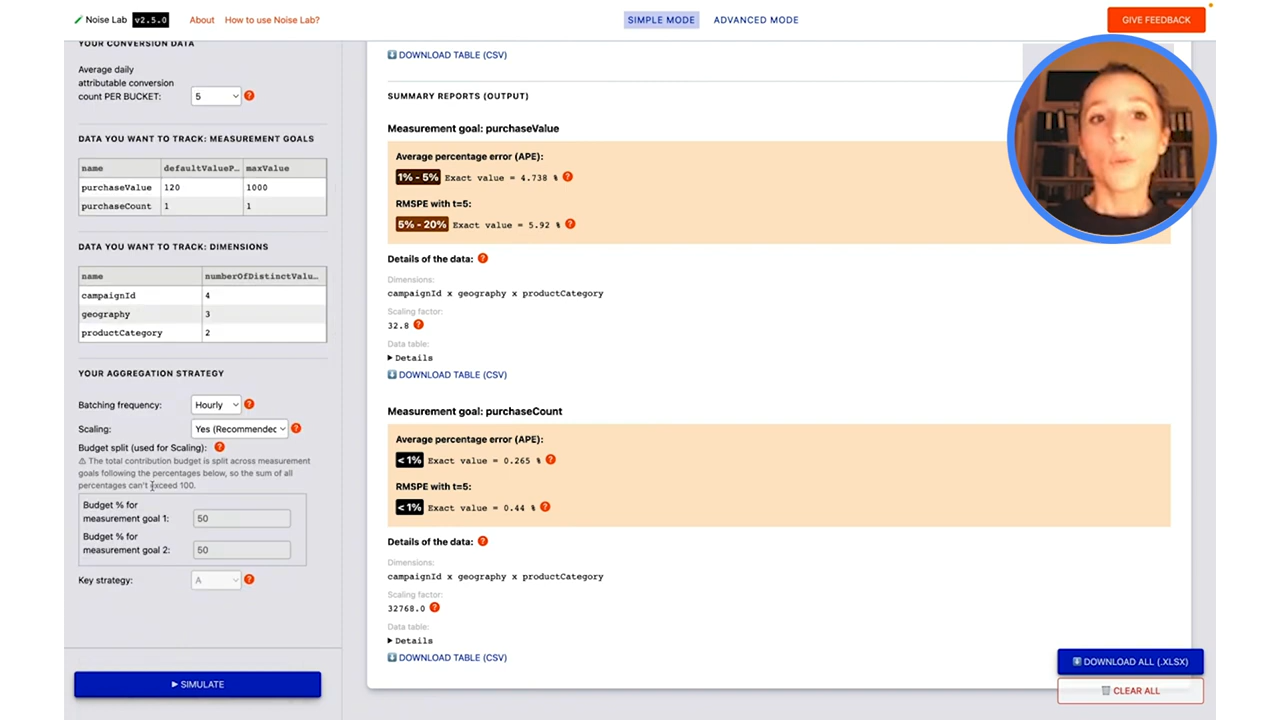 Noise Lab v2.5.0 About How to use Noise Lab? SIMPLE MODE ADVANCED MODE GIVE FEEDBACK
YOUR CONVERSION DATA
Average daily
attributable conversion
count PER BUCKET: 5 ?
DATA YOU WANT TO TRACK: MEASUREMENT GOALS
name defaultValueP… maxValue
purchaseValue 120 1000
purchaseCount 1 1
DATA YOU WANT TO TRACK: DIMENSIONS
name numberOfDistinctValu…
campaignId 4
geography 3
productCategory 2
YOUR AGGREGATION STRATEGY
Batching frequency: Hourly ?
Scaling: Yes (Recommended ?
Budget split (used for Scaling): ?
⚠ The total contribution budget is split across measurement
goals following the percentages below, so the sum of all
percentages can't exceed 100.
Budget % for
measurement goal 1: 50
Budget % for
measurement goal 2: 50
Key strategy: A ?
▶ SIMULATE
DOWNLOAD TABLE (CSV)
SUMMARY REPORTS (OUTPUT)
Measurement goal: purchaseValue
Average percentage error (APE):
1% - 5% Exact value = 4.738 % ?
RMSPE with t=5:
5% - 20% Exact value = 5.92 % ?
Details of the data: ?
Dimensions:
campaignId x geography x productCategory
Scaling factor:
32.8 ?
Data table:
▶ Details
DOWNLOAD TABLE (CSV)
Measurement goal: purchaseCount
Average percentage error (APE):
< 1% Exact value = 0.265 % ?
RMSPE with t=5:
< 1% Exact value = 0.44 % ?
Details of the data: ?
Dimensions:
campaignId x geography x productCategory
Scaling factor:
32768.0 ?
Data table:
▶ Details
DOWNLOAD TABLE (CSV)
DOWNLOAD ALL (.XLSX)
CLEAR ALL